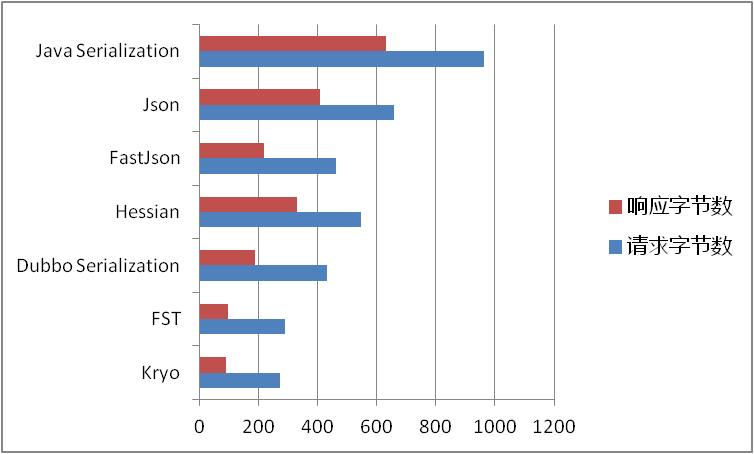 Java Serialization
Json
FastJson
Hessian
Dubbo Serialization
FST
Kryo
0 200 400 600 800 1000 1200
响应字节数
请求字节数